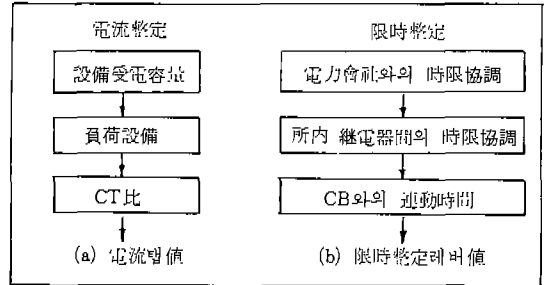 電流整定
設備受電容量
負荷設備
CT比
(a) 電流탭値
限時整定
電力會社와의 時限協調
所内 継電器間의 時限協調
CB와의 連動時間
(b) 限時整定레버値